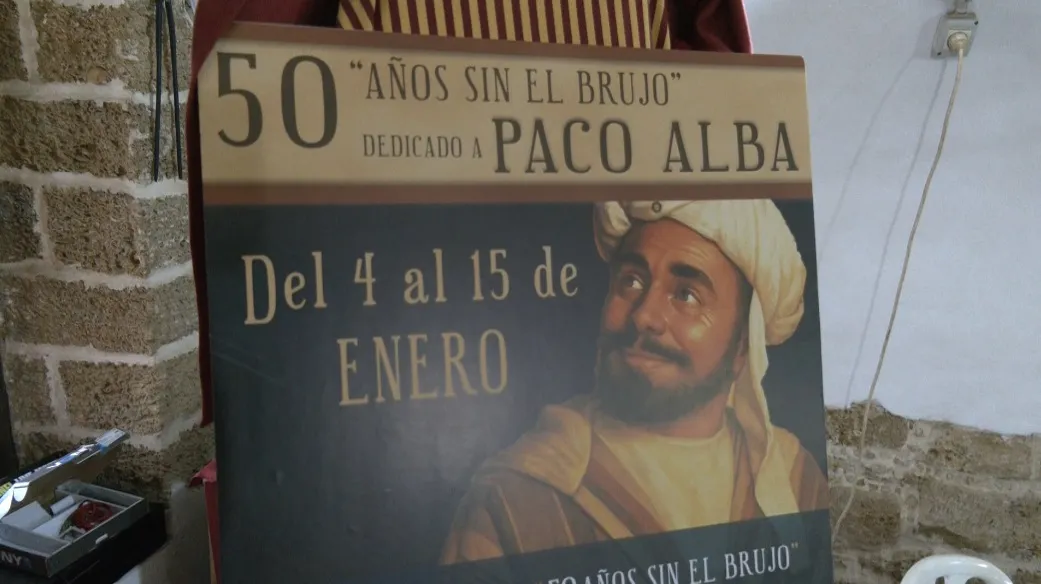 50 "AÑOS SIN EL BRUJO"
DEDICADO A PACO ALBA
Del 4 al 15 de
ENERO
AÑOS SIN EL BRUJO"